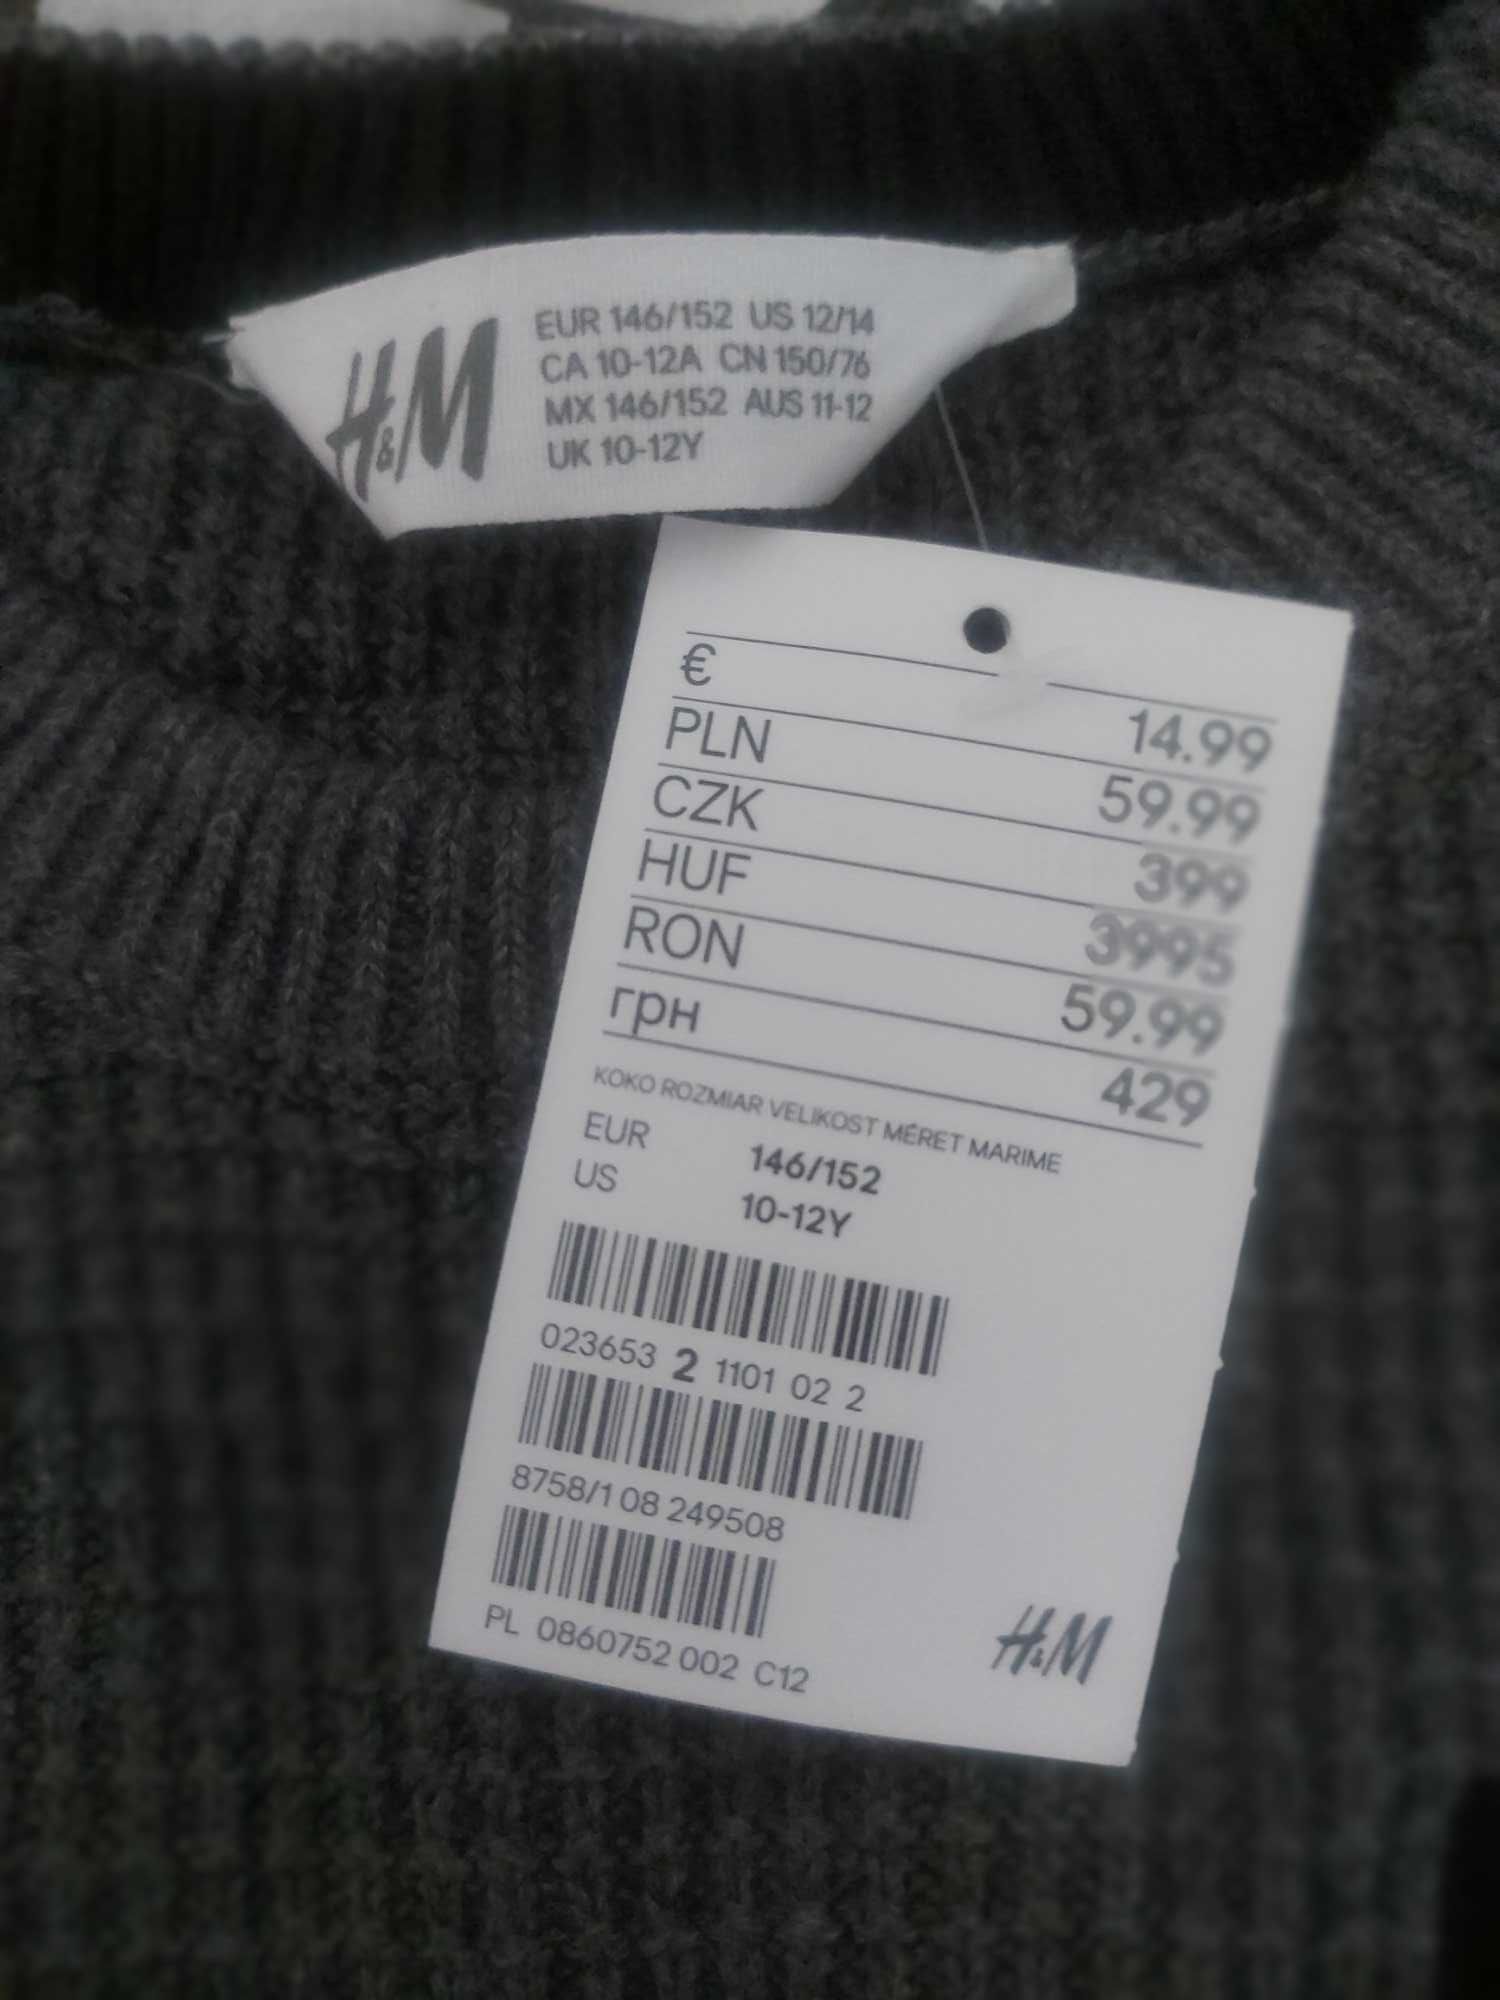 H&M
EUR 146/152 US 12/14
CA 10-12A CN 150/76
MX 146/152 AUS 11-12
UK 10-12Y
€ 14.99
PLN 59.99
CZK 399
HUF 3995
RON 59.99
грн 429
KOKO ROZMIAR VELIKOST MÉRET MARIME
EUR 146/152
US 10-12Y
023653 2 1101 02 2
8758/1 08 249508
PL 0860752 002 C12
H&M